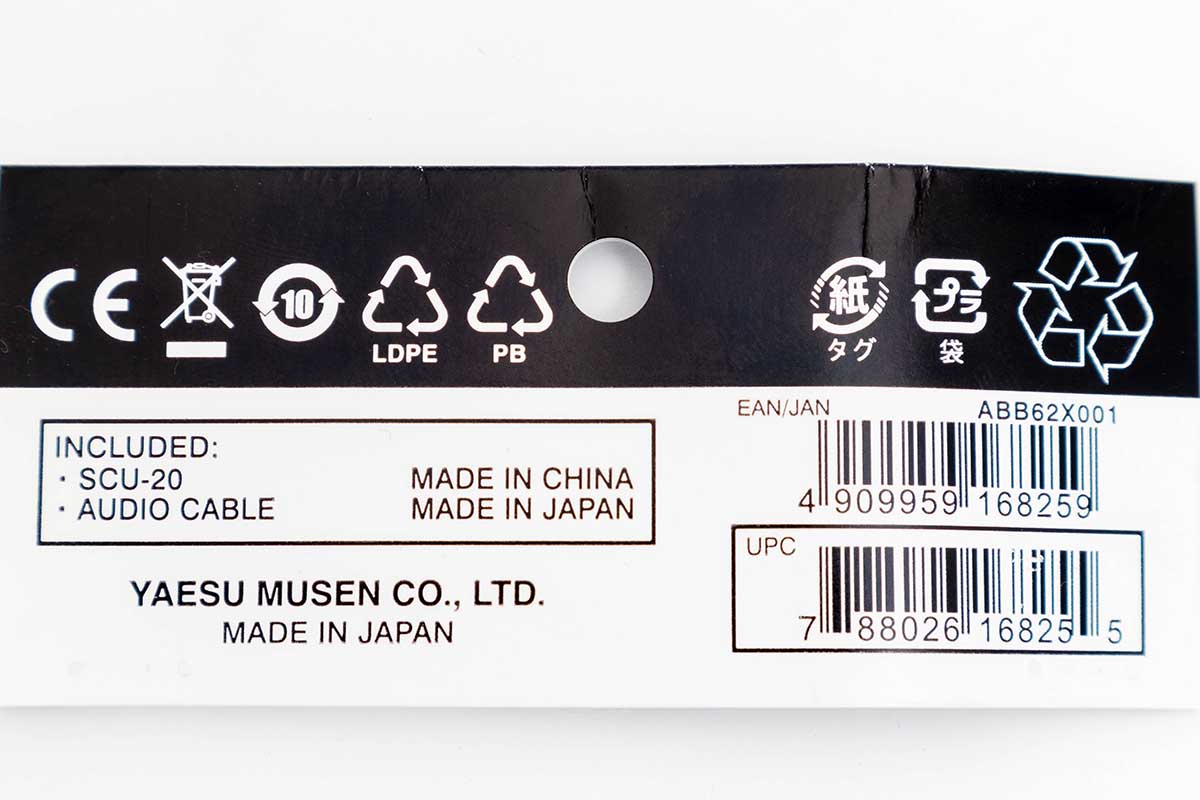 CE
10
LDPE
PB
紙
タグ
プラ
袋
INCLUDED:
・SCU-20 MADE IN CHINA
・AUDIO CABLE MADE IN JAPAN
YAESU MUSEN CO., LTD.
MADE IN JAPAN
EAN/JAN ABB62X001
4 909959 168259
UPC
7 88026 16825 5